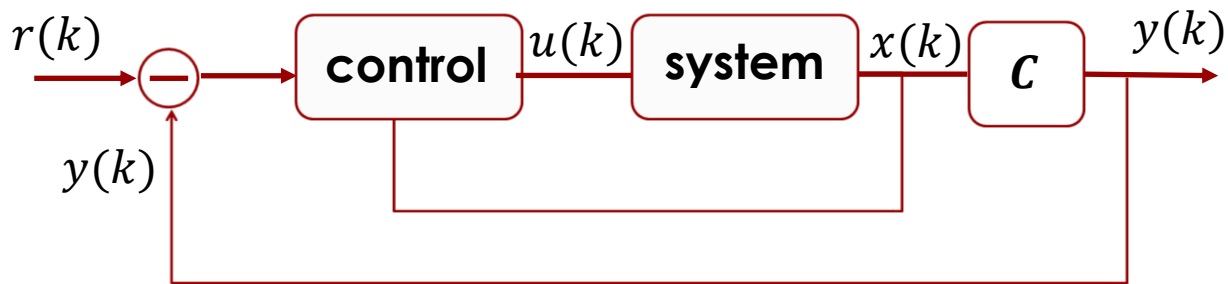 r(k)
−
control
u(k)
system
x(k)
C
y(k)
y(k)